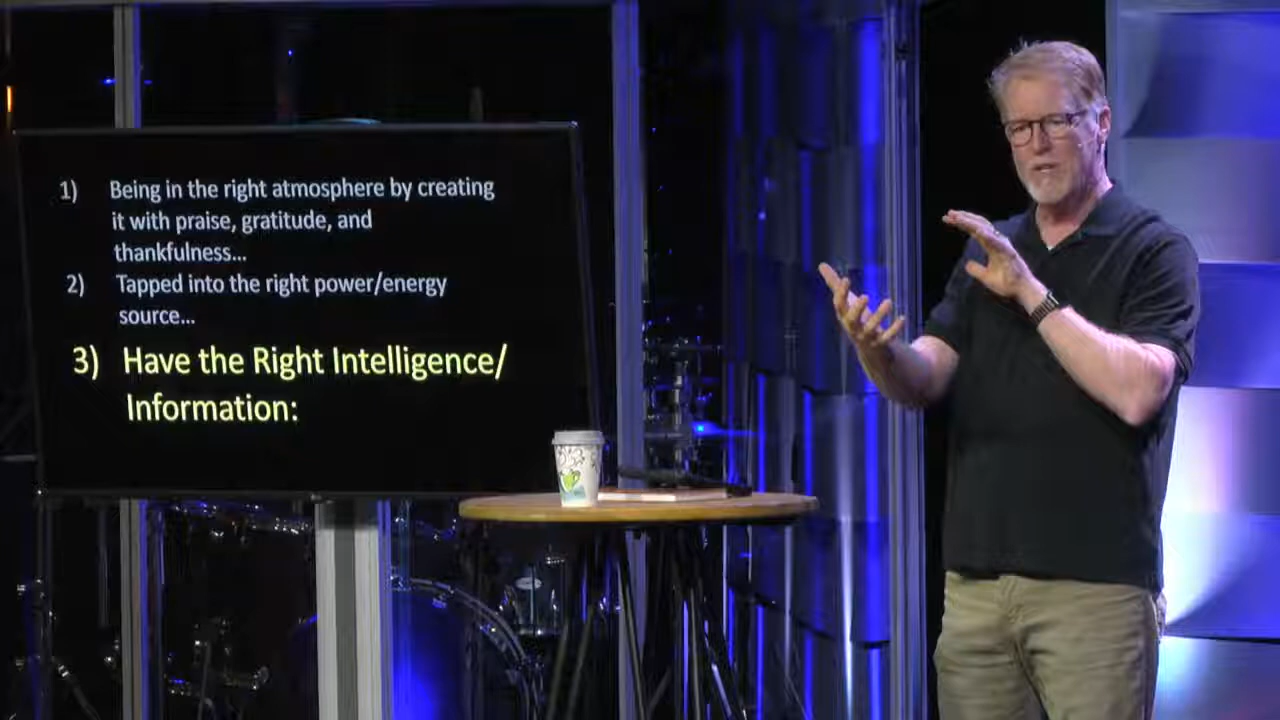 1) Being in the right atmosphere by creating
it with praise, gratitude, and
thankfulness...
2) Tapped into the right power/energy
source...
3) Have the Right Intelligence/
Information: